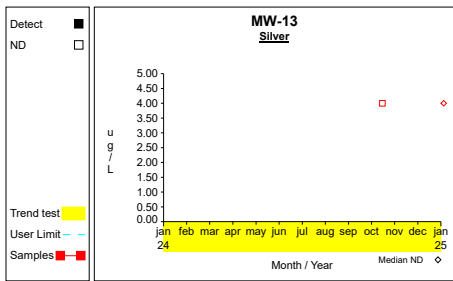 Detect
ND
Trend test
User Limit
Samples
MW-13
Silver
ug/L
5.00
4.50
4.00
3.50
3.00
2.50
2.00
1.50
1.00
0.50
0.00
jan feb mar apr may jun jul aug sep oct nov dec jan
24 25
Month / Year
Median ND